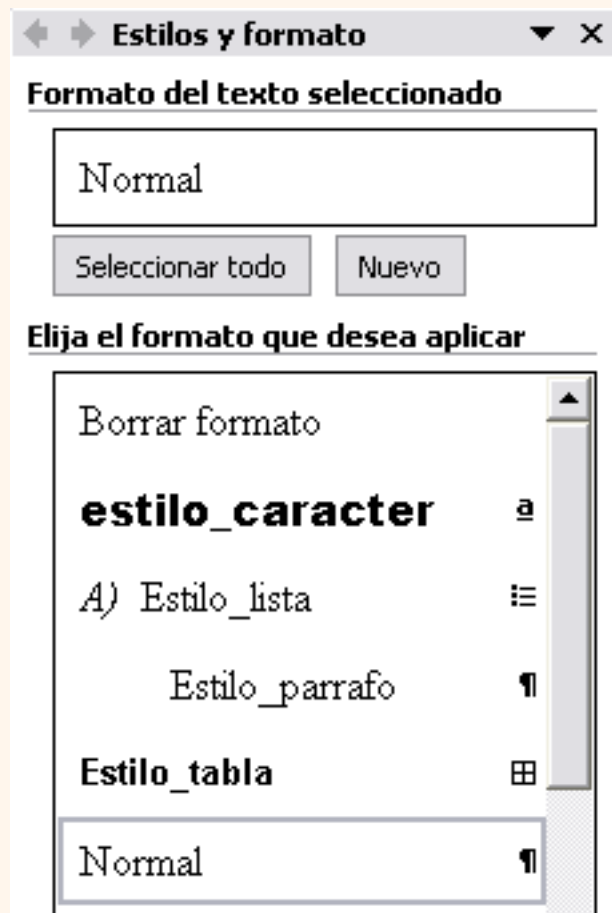 Estilos y formato
Formato del texto seleccionado
Normal
Seleccionar todo Nuevo
Elija el formato que desea aplicar
Borrar formato
estilo_caracter a
A) Estilo_lista
Estilo_parrafo ¶
Estilo_tabla
Normal ¶